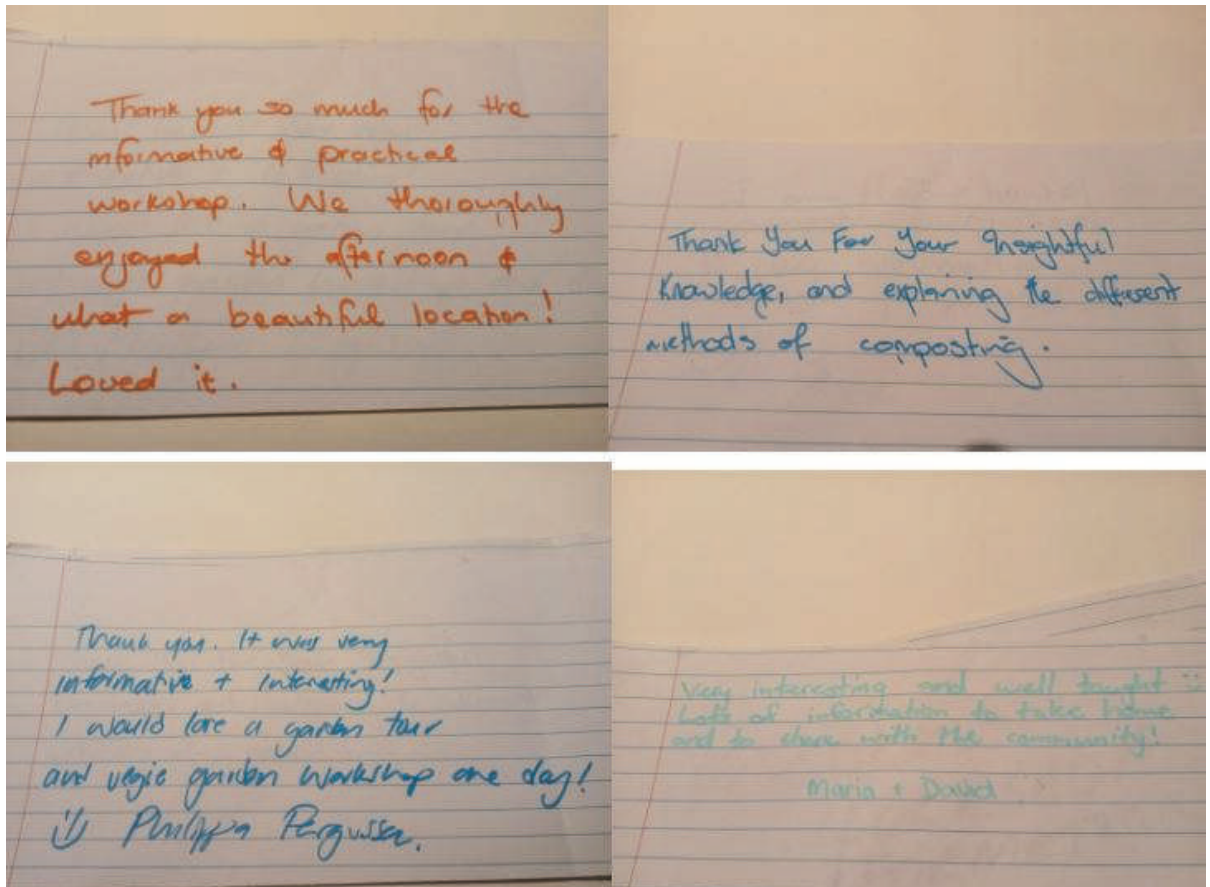 Thank you so much for the
informative & practical
workshop. We thoroughly
enjoyed the afternoon &
what a beautiful location!
Loved it.
Thank You For Your Insightful
Knowledge, and explaining the different
methods of composting.
Thank you. It was very
informative + interesting!
I would love a garden tour
and vegie garden workshop one day!
Philippa Fergusson.
Very interesting and well taught
Lots of information to take home
and to share with the community!
Maria + David